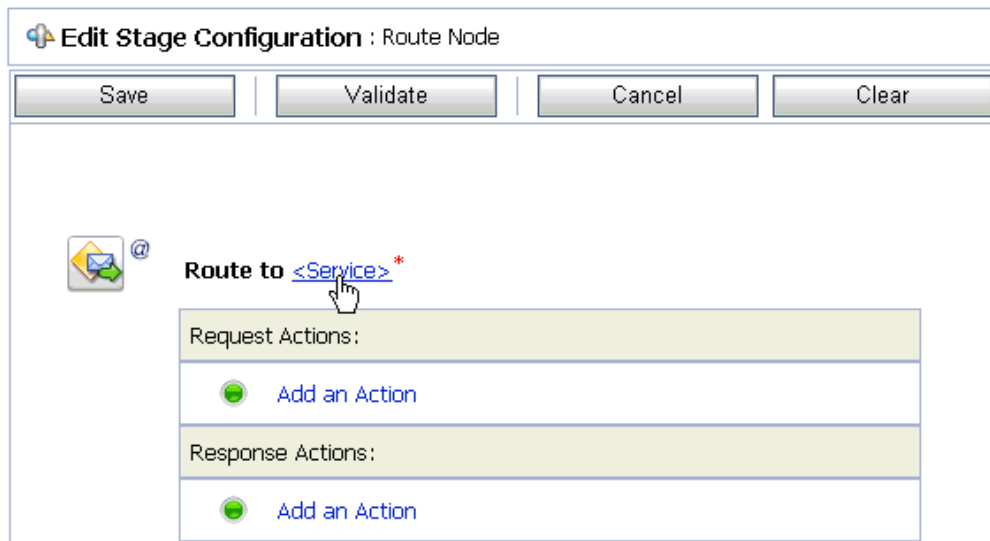 Edit Stage Configuration : Route Node
Save Validate Cancel Clear
@
Route to <Service>*
Request Actions:
Add an Action
Response Actions:
Add an Action